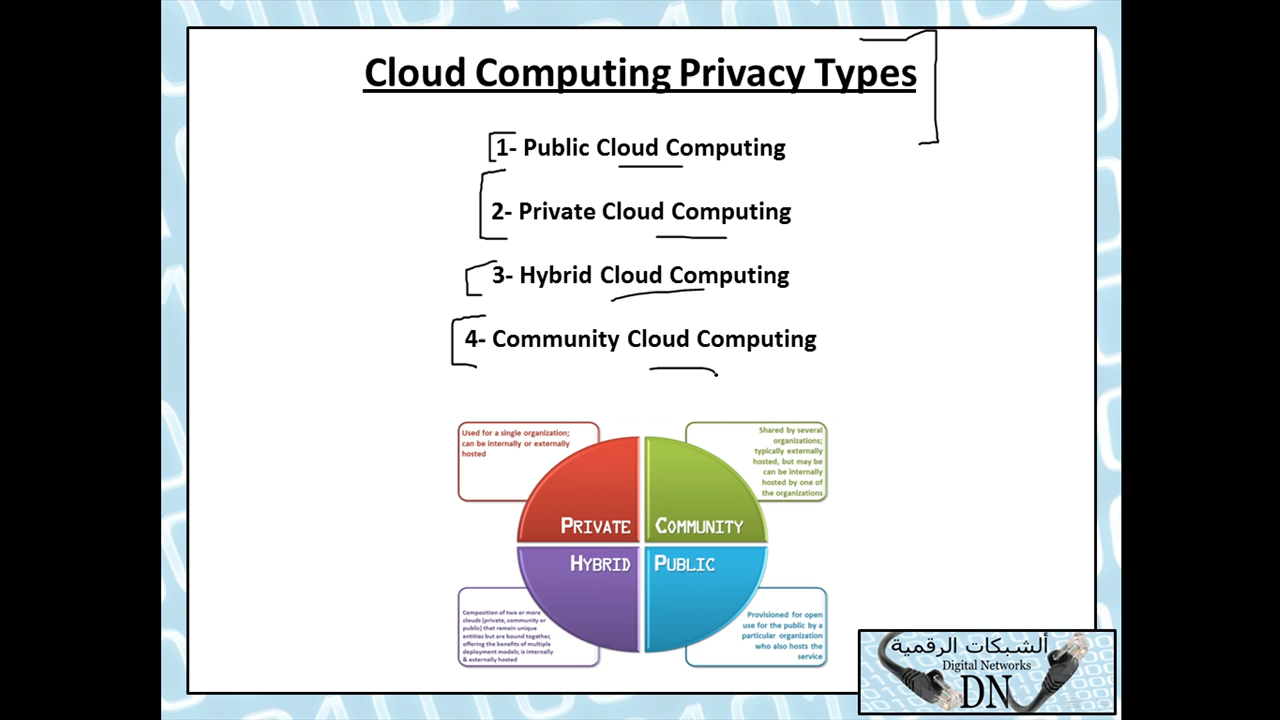 Cloud Computing Privacy Types
1- Public Cloud Computing
2- Private Cloud Computing
3- Hybrid Cloud Computing
4- Community Cloud Computing
Used for a single organization;
can be internally or externally
hosted
Shared by several
organizations;
typically externally
hosted, but may be
can be internally
hosted by one of
the organizations
PRIVATE
COMMUNITY
HYBRID
PUBLIC
Composition of two or more
clouds (private, community or
public) that remain unique
entities but are bound together,
offering the benefits of multiple
deployment models; is internally
& externally hosted
Provisioned for open
use for the public by a
particular organization
who also hosts the
service
ألشبكات الرقمية
Digital Networks
DN